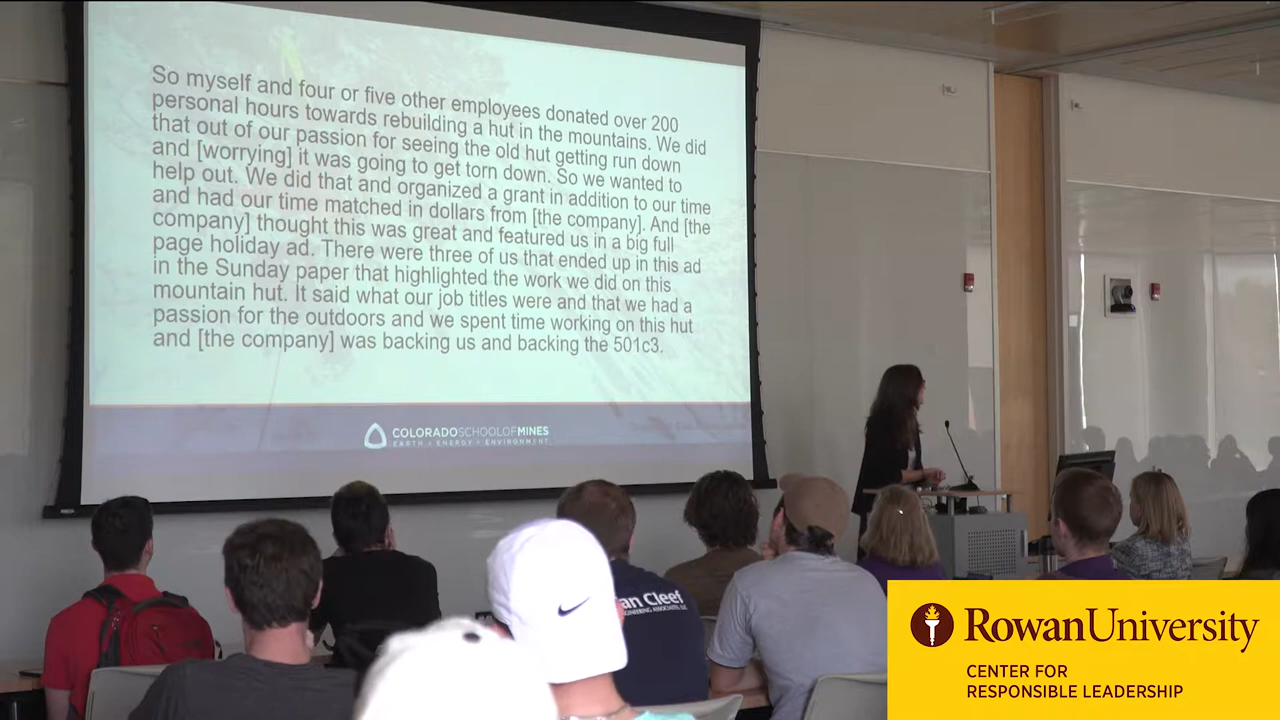 So myself and four or five other employees donated over 200
personal hours towards rebuilding a hut in the mountains. We did
that out of our passion for seeing the old hut getting run down
and [worrying] it was going to get torn down. So we wanted to
help out. We did that and organized a grant in addition to our time
and had our time matched in dollars from [the company]. And [the
company] thought this was great and featured us in a big full
page holiday ad. There were three of us that ended up in this ad
in the Sunday paper that highlighted the work we did on this
mountain hut. It said what our job titles were and that we had a
passion for the outdoors and we spent time working on this hut
and [the company] was backing us and backing the 501c3.
COLORADOSCHOOLOFMINES
EARTH • ENERGY • ENVIRONMENT
an Cleef
ENGINEERING ASSOCIATES, LLC
Rowan University
CENTER FOR
RESPONSIBLE LEADERSHIP